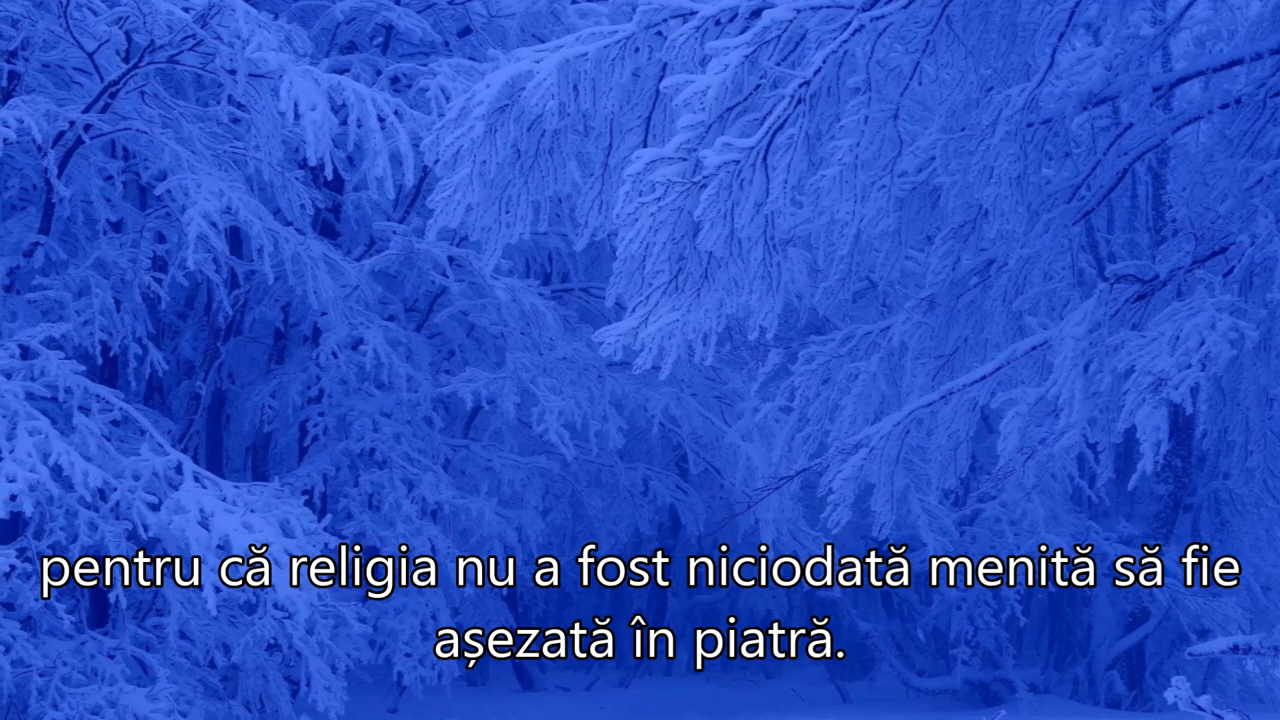 pentru că religia nu a fost niciodată menită să fie
așezată în piatră.